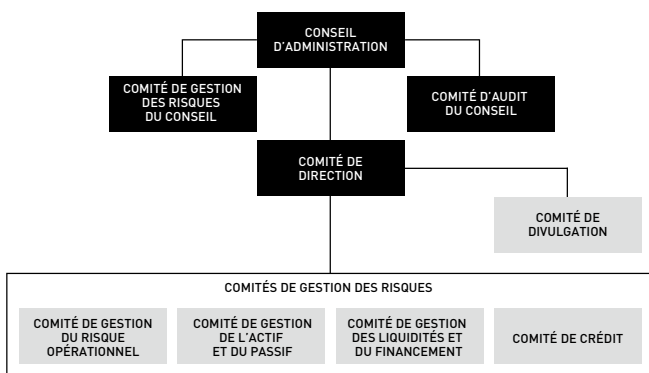 CONSEIL
D'ADMINISTRATION
COMITÉ DE GESTION
DES RISQUES
DU CONSEIL
COMITÉ D'AUDIT
DU CONSEIL
COMITÉ DE
DIRECTION
COMITÉ DE
DIVULGATION
COMITÉS DE GESTION DES RISQUES
COMITÉ DE GESTION
DU RISQUE
OPÉRATIONNEL
COMITÉ DE GESTION
DE L'ACTIF
ET DU PASSIF
COMITÉ DE GESTION
DES LIQUIDITÉS ET
DU FINANCEMENT
COMITÉ DE CRÉDIT